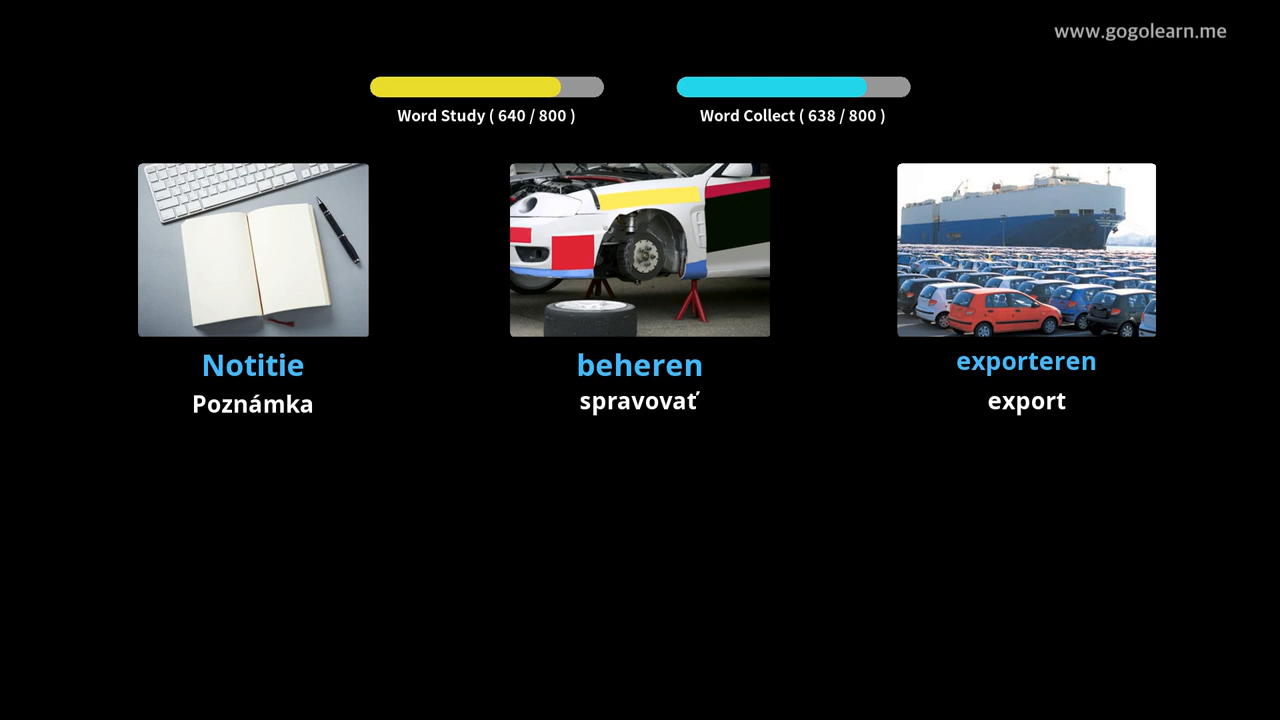 www.gogolearn.me
Word Study ( 640 / 800 )
Word Collect ( 638 / 800 )
Notitie
beheren
exporteren
Poznámka
spravovať
export